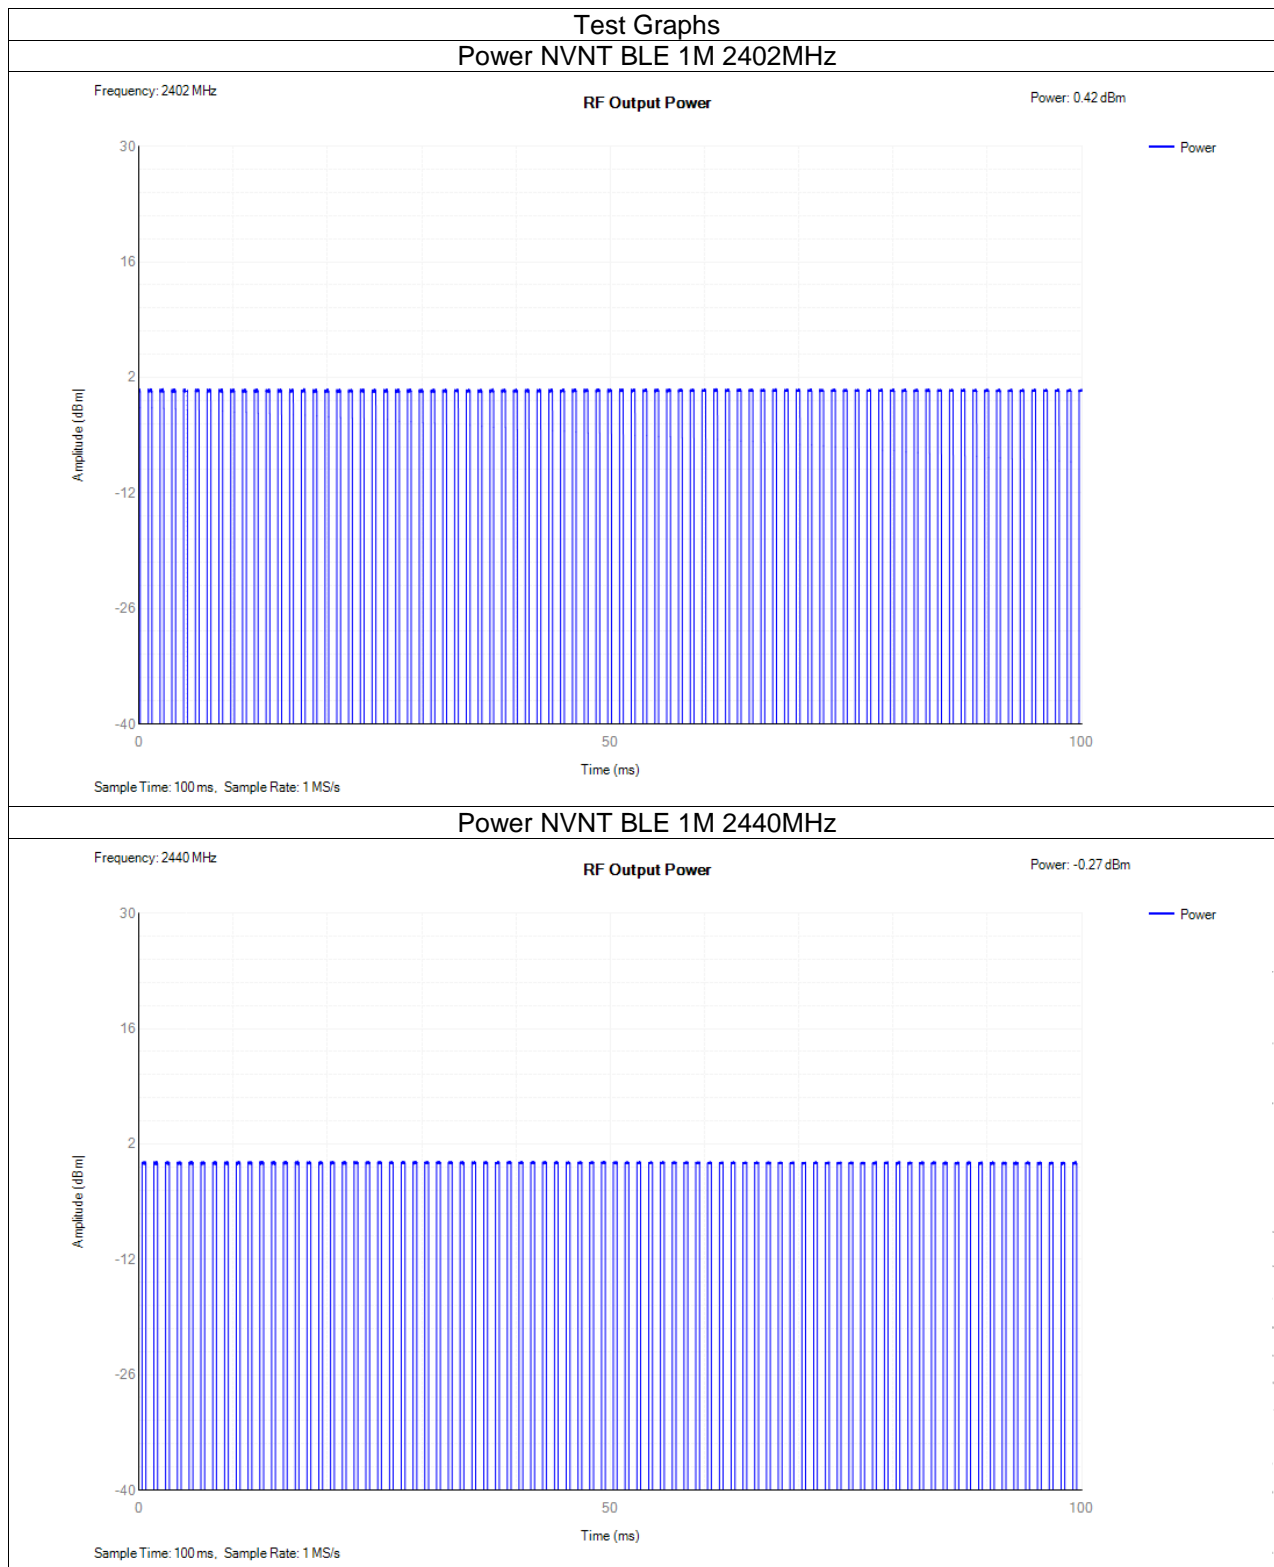 Test Graphs
Power NVNT BLE 1M 2402MHz
Frequency: 2402 MHz
RF Output Power
Power: 0.42 dBm
Power
30
16
2
-12
-26
-40
Amplitude [dBm]
0 50 100
Time (ms)
Sample Time: 100 ms, Sample Rate: 1 MS/s
Power NVNT BLE 1M 2440MHz
Frequency: 2440 MHz
RF Output Power
Power: -0.27 dBm
Power
30
16
2
-12
-26
-40
Amplitude [dBm]
0 50 100
Time (ms)
Sample Time: 100 ms, Sample Rate: 1 MS/s